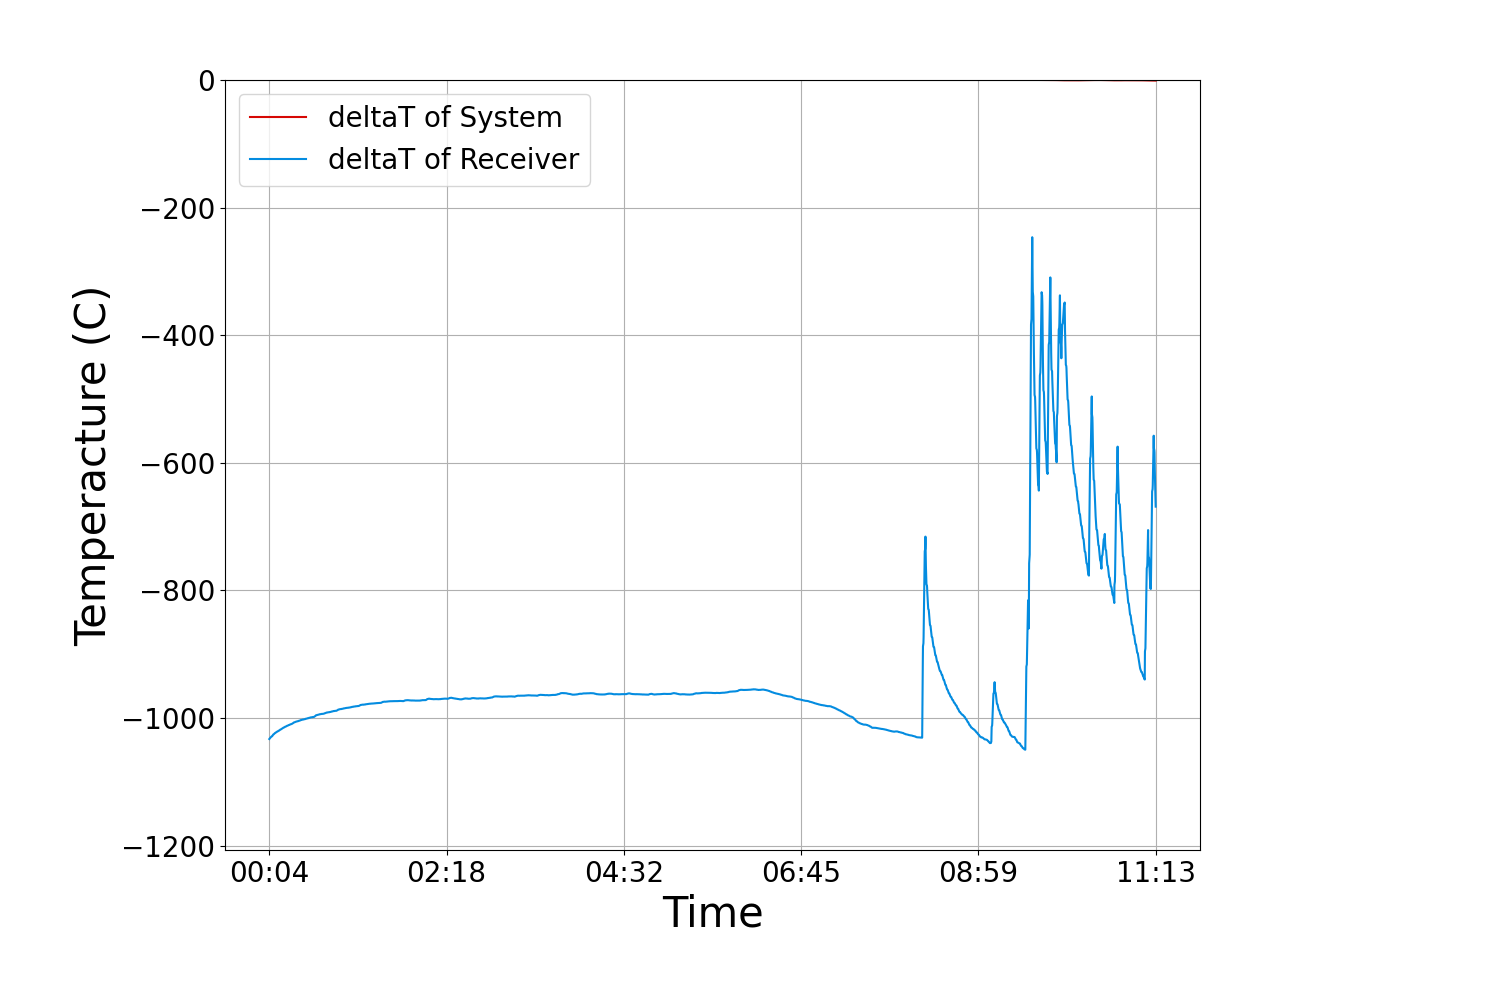 0
deltaT of System
deltaT of Receiver
−200
−400
−600
−800
−1000
−1200
Temperacture (C)
00:04 02:18 04:32 06:45 08:59 11:13
Time